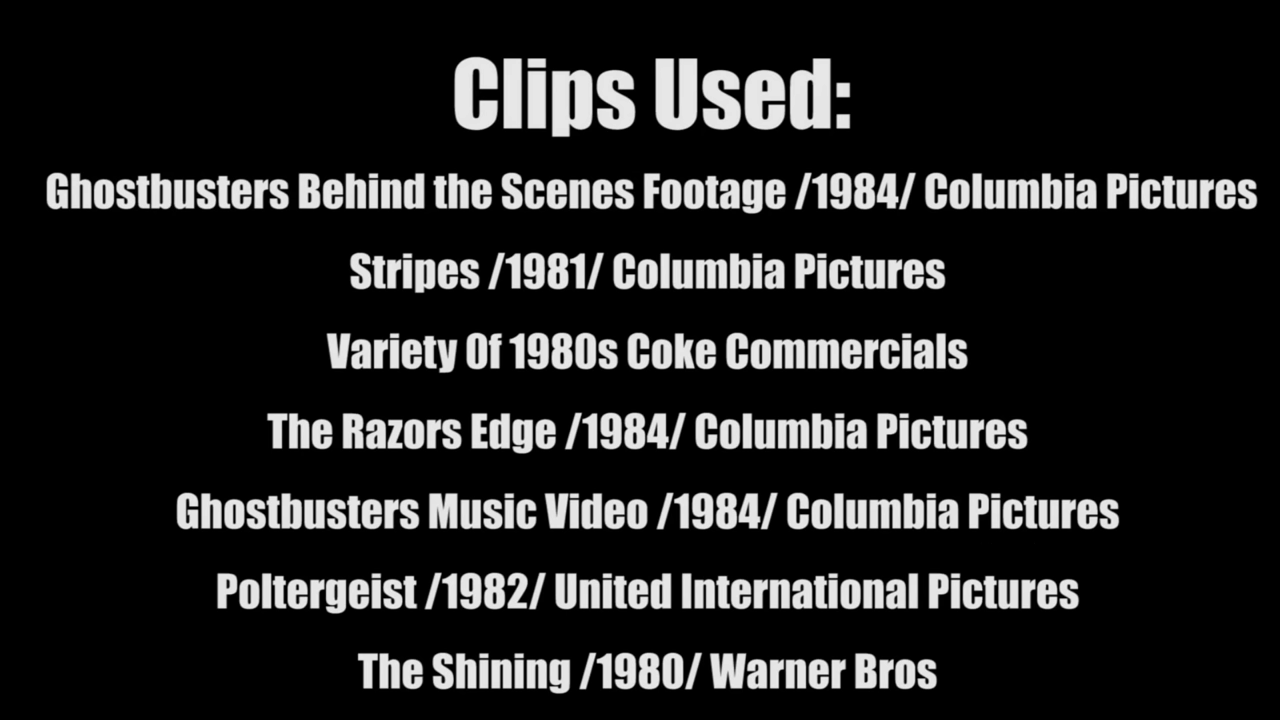 Clips Used:
Ghostbusters Behind the Scenes Footage /1984/ Columbia Pictures
Stripes /1981/ Columbia Pictures
Variety Of 1980s Coke Commercials
The Razors Edge /1984/ Columbia Pictures
Ghostbusters Music Video /1984/ Columbia Pictures
Poltergeist /1982/ United International Pictures
The Shining /1980/ Warner Bros